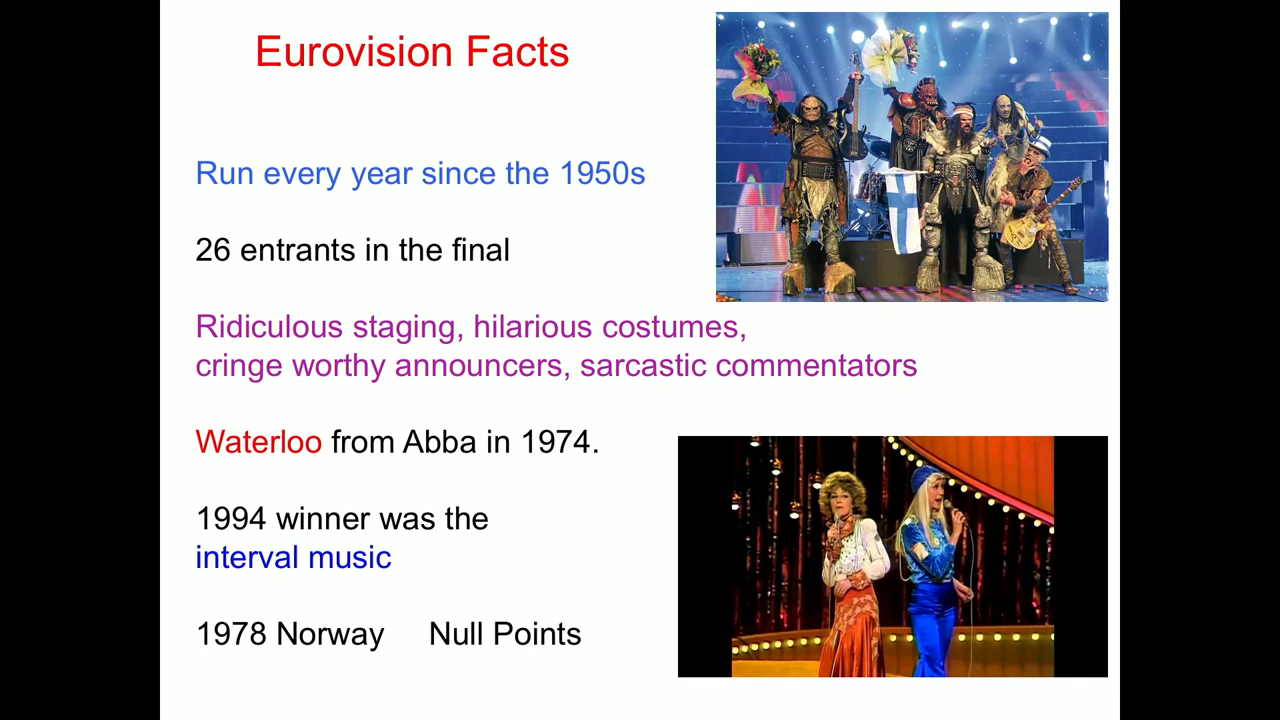 Eurovision Facts
Run every year since the 1950s
26 entrants in the final
Ridiculous staging, hilarious costumes,
cringe worthy announcers, sarcastic commentators
Waterloo from Abba in 1974.
1994 winner was the
interval music
1978 Norway Null Points